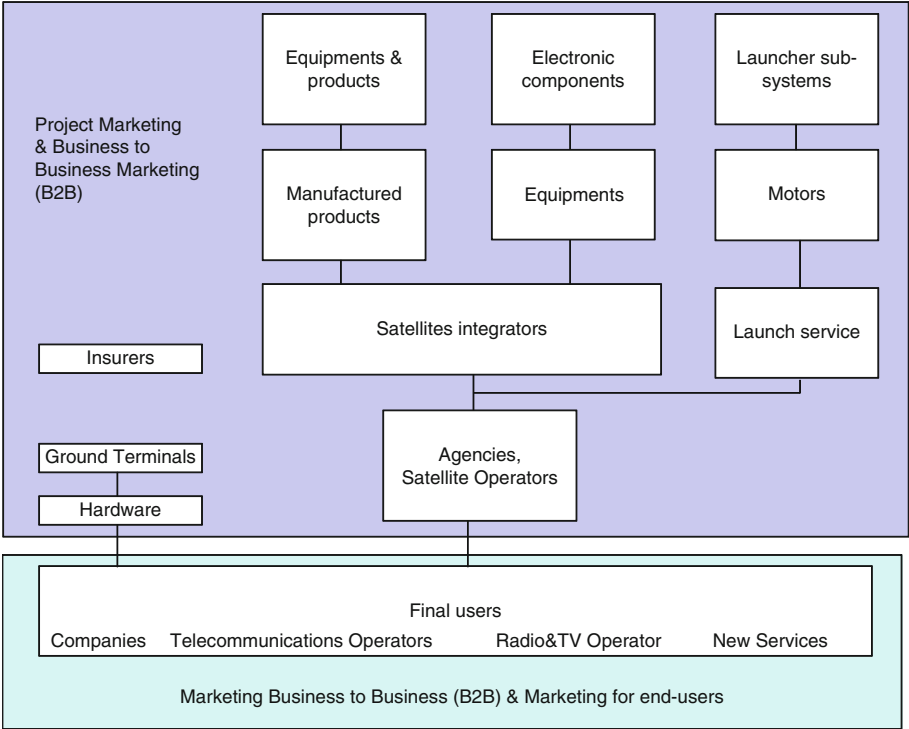 Equipments &
products
Electronic
components
Launcher sub-
systems
Project Marketing
& Business to
Business Marketing
(B2B)
Manufactured
products
Equipments
Motors
Satellites integrators
Launch service
Insurers
Ground Terminals
Hardware
Agencies,
Satellite Operators
Final users
Companies Telecommunications Operators Radio&TV Operator New Services
Marketing Business to Business (B2B) & Marketing for end-users